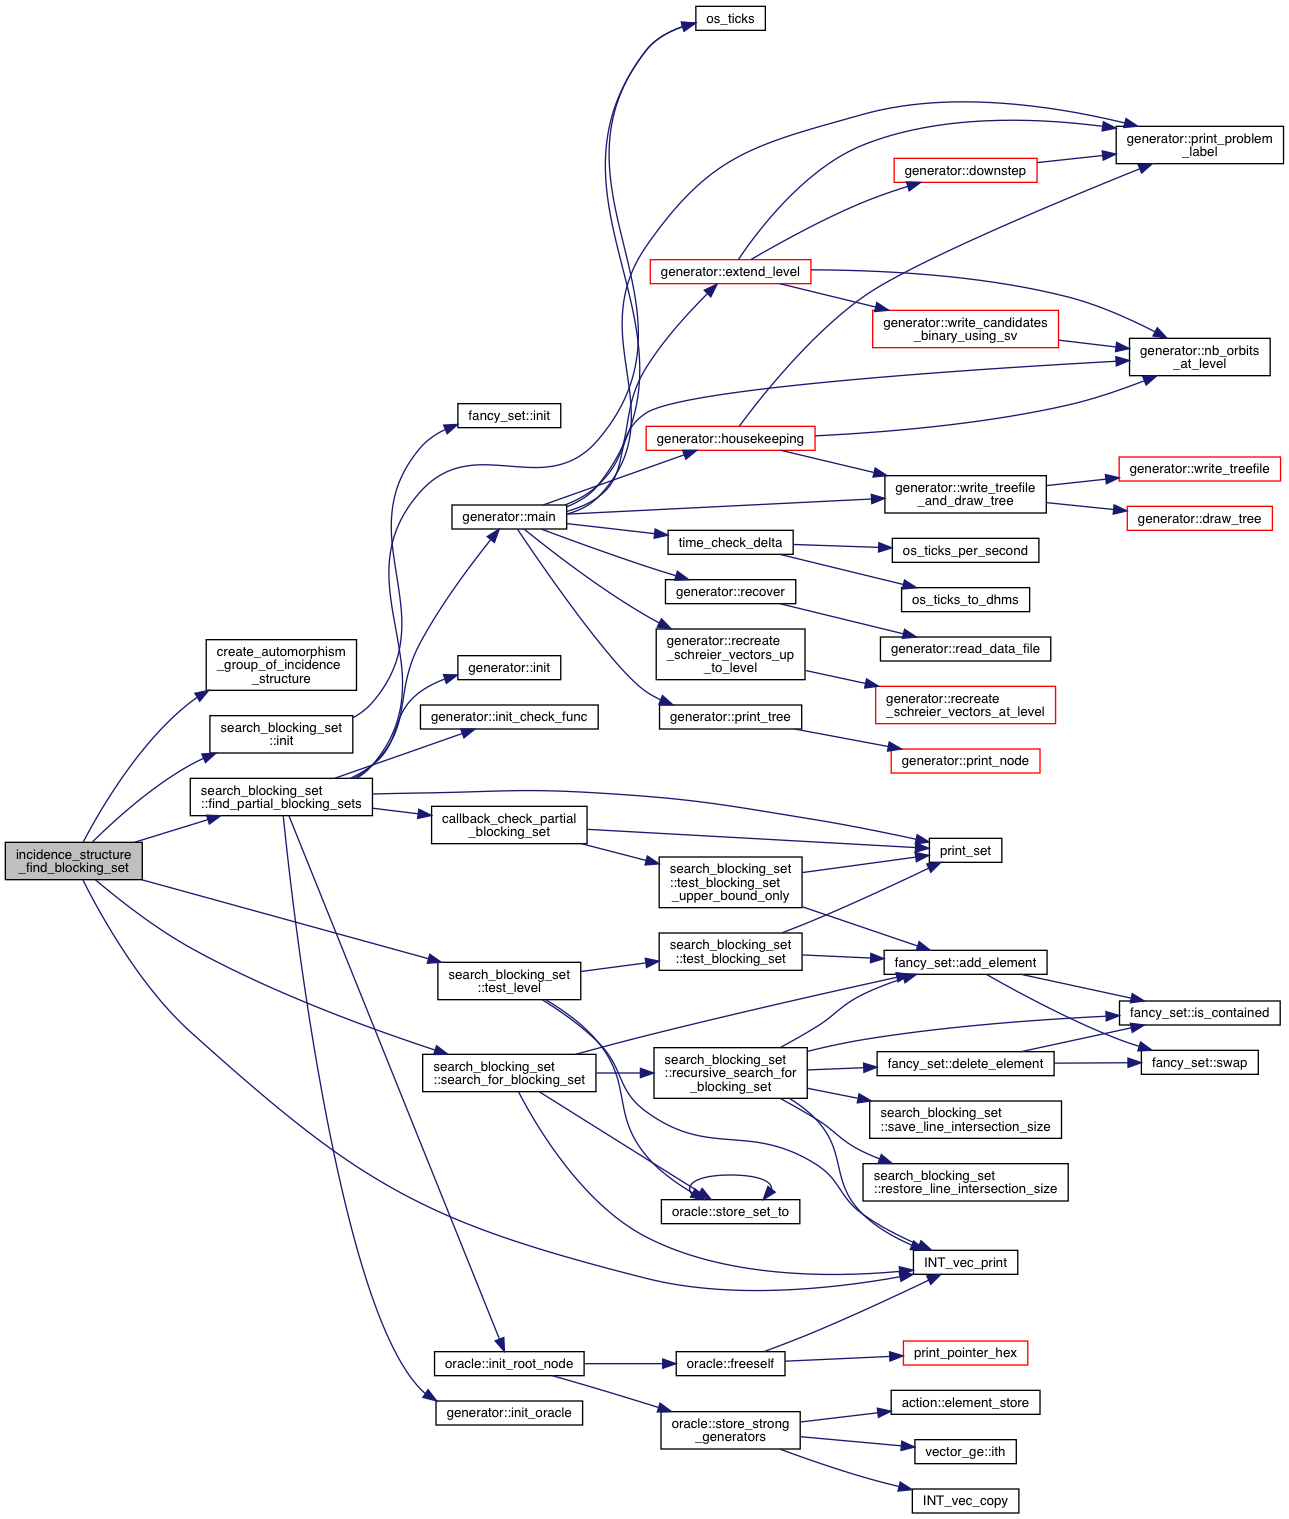 os_ticks
generator::print_problem
_label
generator::downstep
generator::extend_level
generator::write_candidates
_binary_using_sv
generator::nb_orbits
_at_level
fancy_set::init
generator::housekeeping
generator::write_treefile
generator::write_treefile
_and_draw_tree
generator::draw_tree
generator::main
time_check_delta
os_ticks_per_second
generator::recover
os_ticks_to_dhms
create_automorphism
_group_of_incidence
_structure
generator::init
generator::recreate
_schreier_vectors_up
_to_level
generator::read_data_file
generator::recreate
_schreier_vectors_at_level
search_blocking_set
::init
generator::init_check_func
generator::print_tree
generator::print_node
search_blocking_set
::find_partial_blocking_sets
callback_check_partial
_blocking_set
print_set
incidence_structure
_find_blocking_set
search_blocking_set
::test_blocking_set
_upper_bound_only
search_blocking_set
::test_blocking_set
fancy_set::add_element
search_blocking_set
::test_level
fancy_set::is_contained
search_blocking_set
::search_for_blocking_set
search_blocking_set
::recursive_search_for
_blocking_set
fancy_set::delete_element
fancy_set::swap
search_blocking_set
::save_line_intersection_size
search_blocking_set
::restore_line_intersection_size
oracle::store_set_to
INT_vec_print
oracle::init_root_node
oracle::freeself
print_pointer_hex
generator::init_oracle
oracle::store_strong
_generators
action::element_store
vector_ge::ith
INT_vec_copy